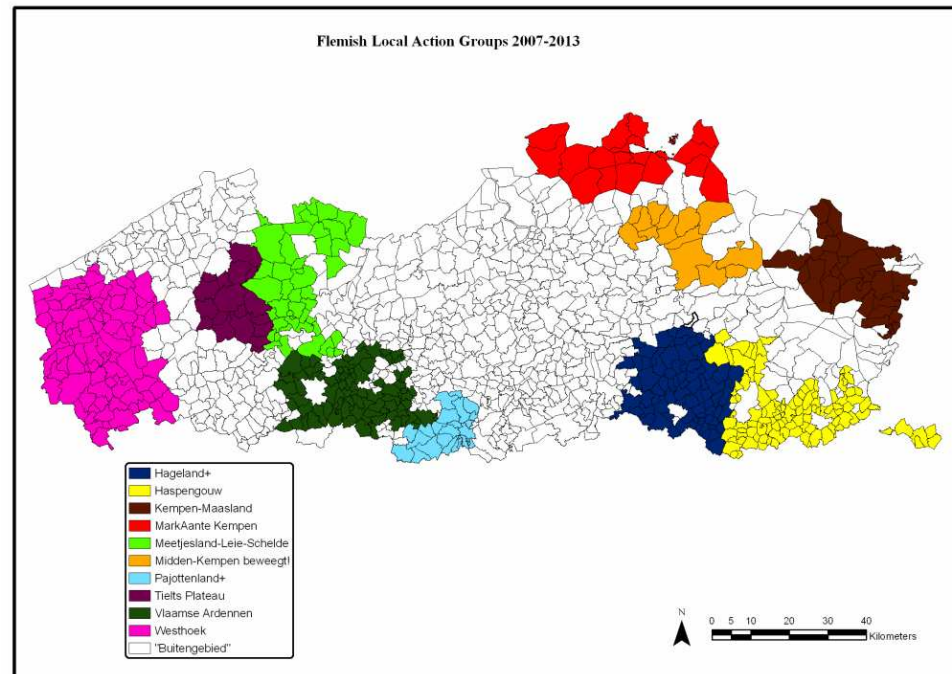 Flemish Local Action Groups 2007-2013
Hageland+
Haspengouw
Kempen-Maasland
MarkAante Kempen
Meetjesland-Leie-Schelde
Midden-Kempen beweegt!
Pajottenland+
Tielts Plateau
Vlaamse Ardennen
Westhoek
"Buitengebied"
N
0 5 10 20 30 40
Kilometers